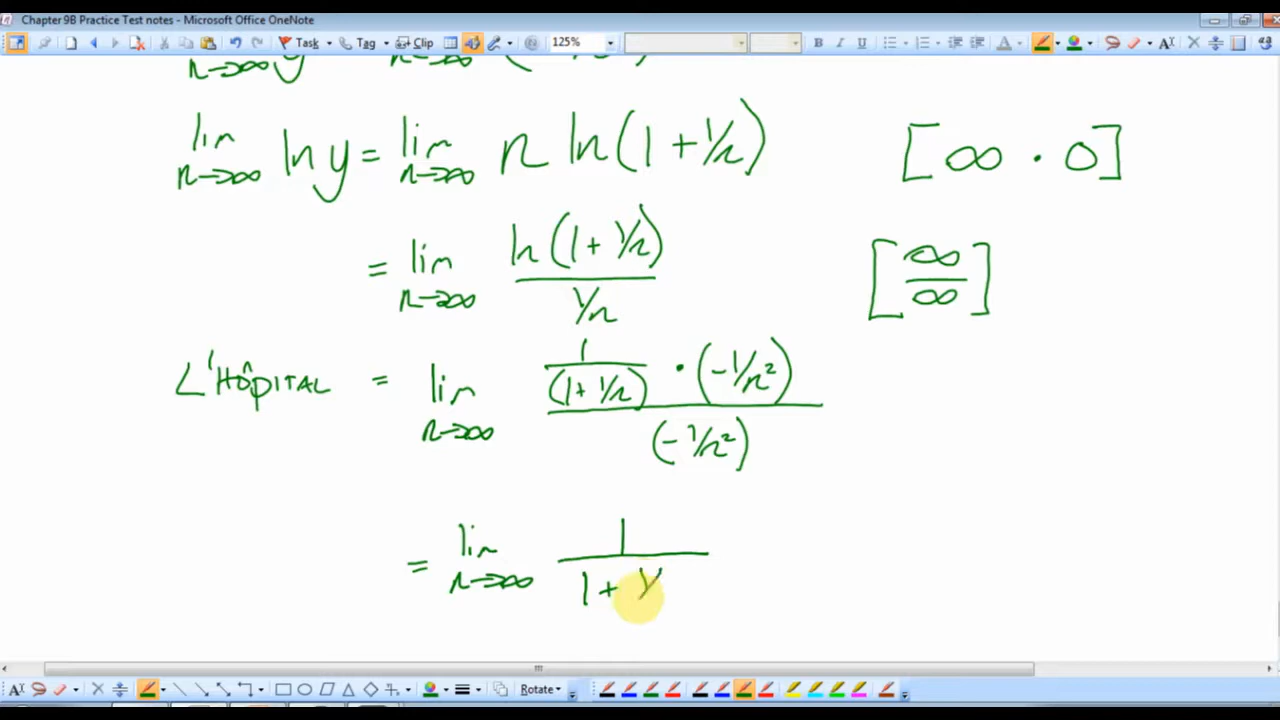 Chapter 9B Practice Test notes - Microsoft Office OneNote
Task Tag Clip 125% B I U A
lim n→∞ y
lim n→∞ ln y = lim n→∞ n ln(1 + 1/n) [∞ · 0]
= lim n→∞ ln(1 + 1/n) / (1/n) [∞/∞]
L'HÔPITAL = lim n→∞ (1/(1 + 1/n) · (-1/n²)) / (-1/n²)
= lim n→∞ 1 / (1 +
Rotate